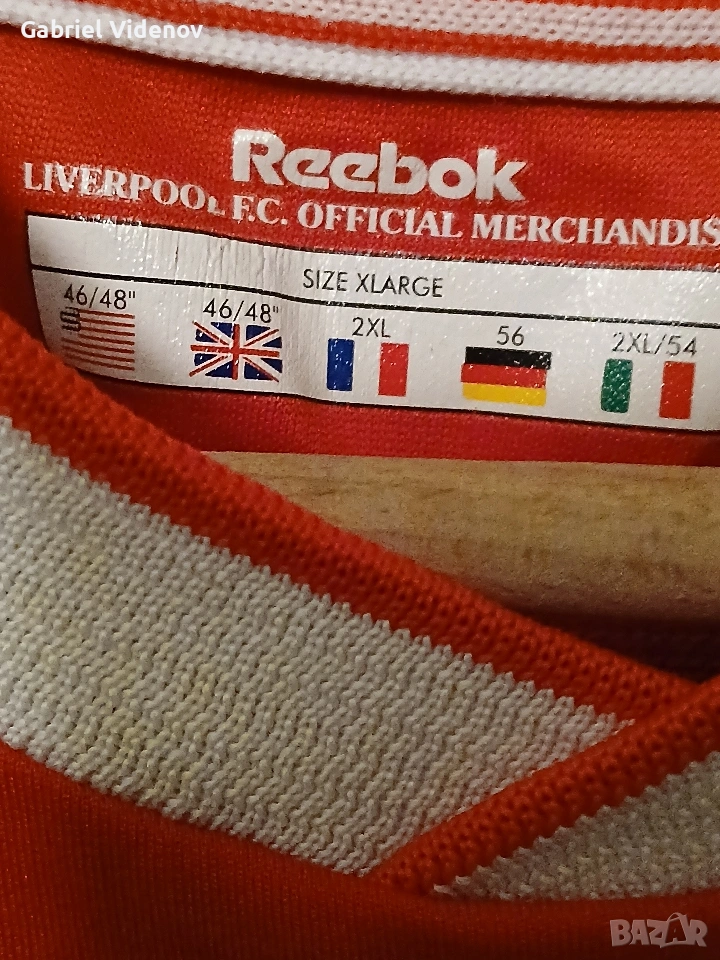 Gabriel Videnov
Reebok
LIVERPOOL F.C. OFFICIAL MERCHANDIS
SIZE XLARGE
46/48" 46/48" 2XL 56 2XL/54
BAZAR